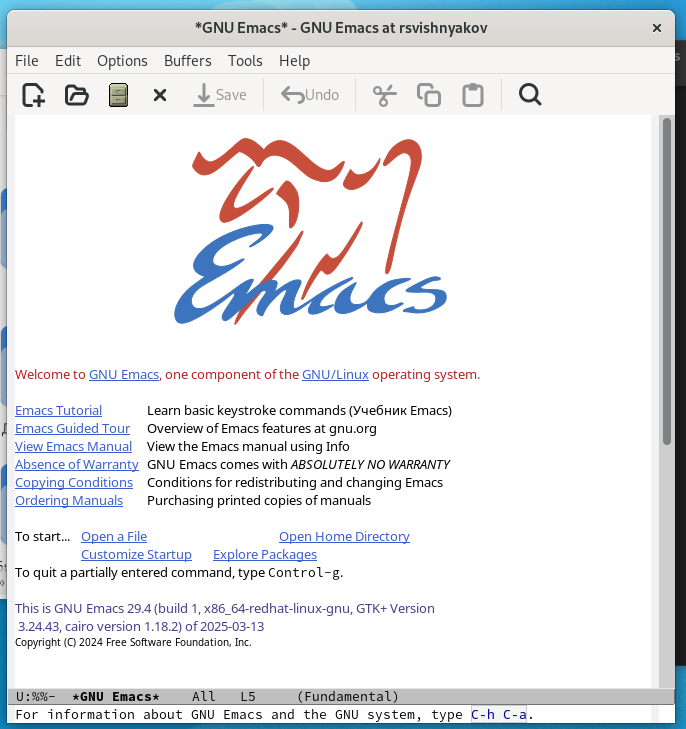 *GNU Emacs* - GNU Emacs at rsvishnyakov
File Edit Options Buffers Tools Help
Save Undo
Emacs
Welcome to GNU Emacs, one component of the GNU/Linux operating system.
Emacs Tutorial Learn basic keystroke commands (Учебник Emacs)
Emacs Guided Tour Overview of Emacs features at gnu.org
View Emacs Manual View the Emacs manual using Info
Absence of Warranty GNU Emacs comes with ABSOLUTELY NO WARRANTY
Copying Conditions Conditions for redistributing and changing Emacs
Ordering Manuals Purchasing printed copies of manuals
To start... Open a File Open Home Directory
Customize Startup Explore Packages
To quit a partially entered command, type Control-g.
This is GNU Emacs 29.4 (build 1, x86_64-redhat-linux-gnu, GTK+ Version
3.24.43, cairo version 1.18.2) of 2025-03-13
Copyright (C) 2024 Free Software Foundation, Inc.
U:%%- *GNU Emacs* All L5 (Fundamental)
For information about GNU Emacs and the GNU system, type C-h C-a.